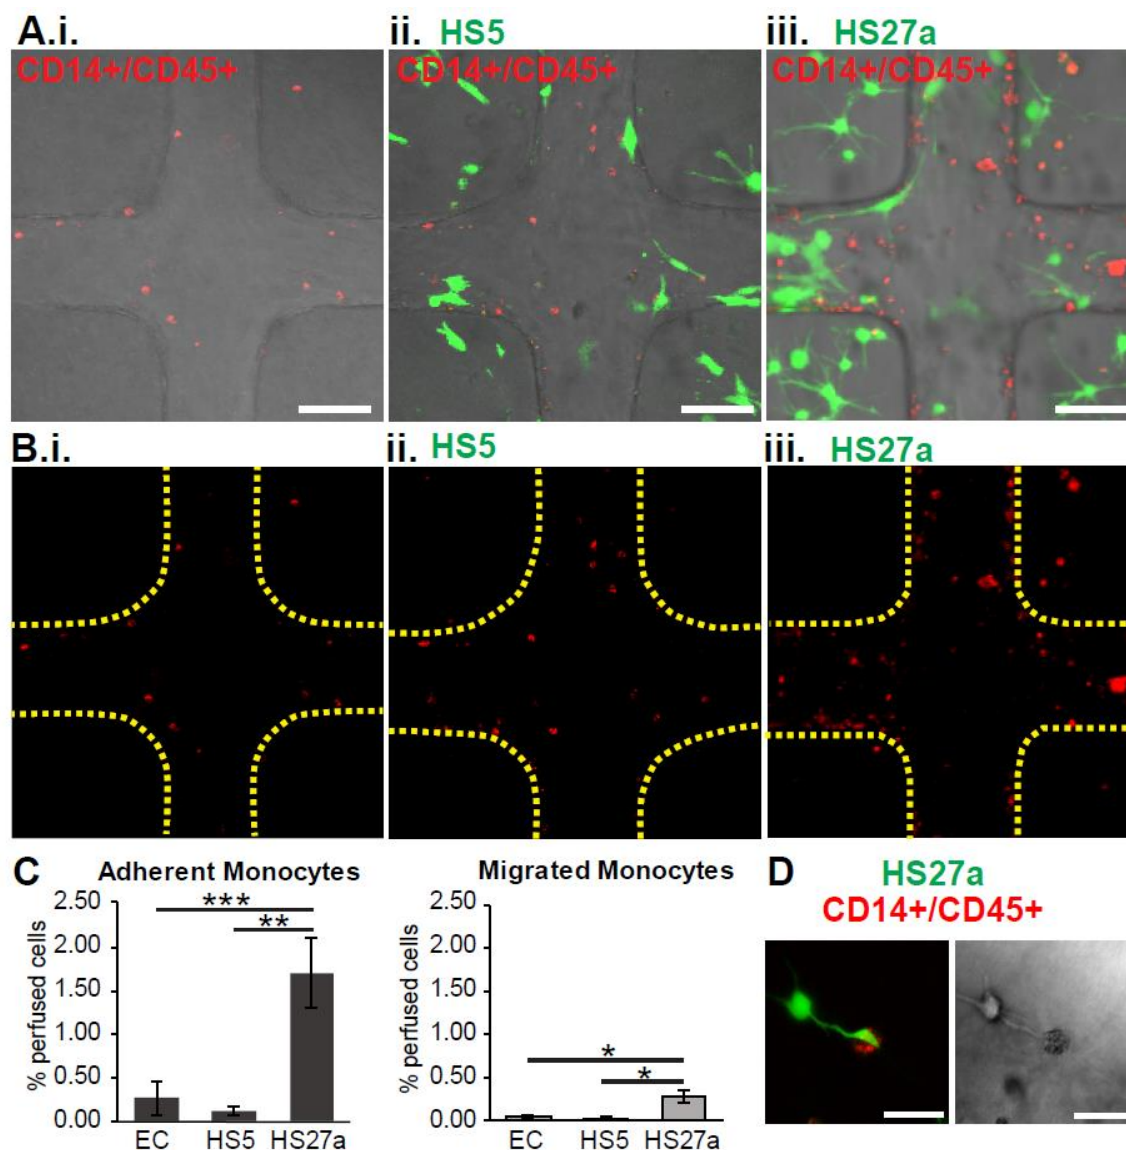 A.i.
ii. HS5
iii. HS27a
CD14+/CD45+
CD14+/CD45+
CD14+/CD45+
B.i.
ii. HS5
iii. HS27a
C
Adherent Monocytes
% perfused cells
2.50
2.00
1.50
1.00
0.50
0.00
***
**
EC
HS5
HS27a
Migrated Monocytes
% perfused cells
2.50
2.00
1.50
1.00
0.50
0.00
*
*
EC
HS5
HS27a
D
HS27a
CD14+/CD45+